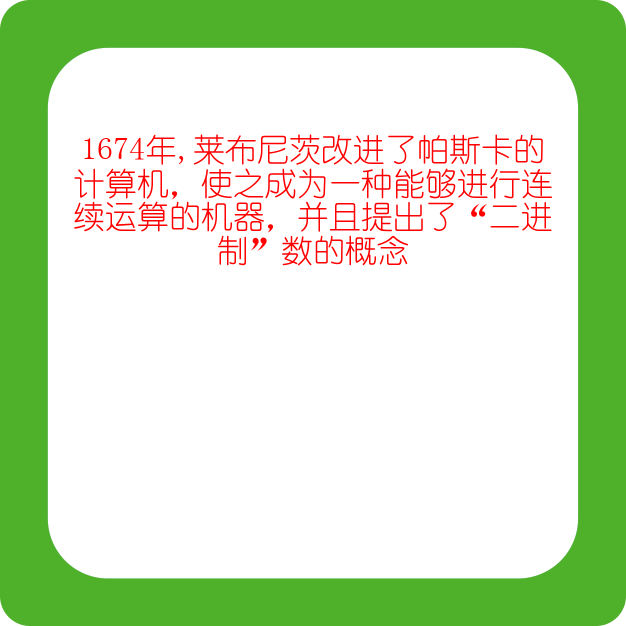 1674年,莱布尼茨改进了帕斯卡的
计算机，使之成为一种能够进行连
续运算的机器，并且提出了“二进
制”数的概念